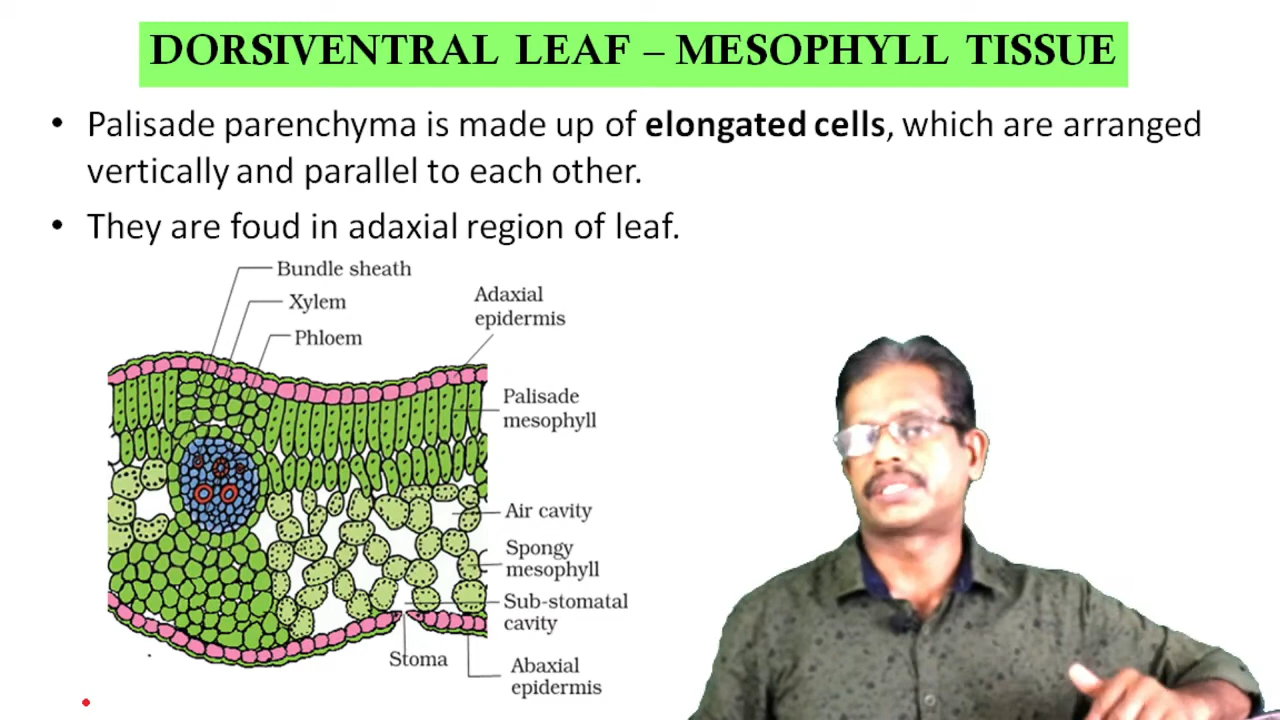 DORSIVENTRAL LEAF – MESOPHYLL TISSUE
• Palisade parenchyma is made up of elongated cells, which are arranged
vertically and parallel to each other.
• They are foud in adaxial region of leaf.
Bundle sheath
Xylem
Phloem
Adaxial
epidermis
Palisade
mesophyll
Air cavity
Spongy
mesophyll
Sub-stomatal
cavity
Stoma
Abaxial
epidermis